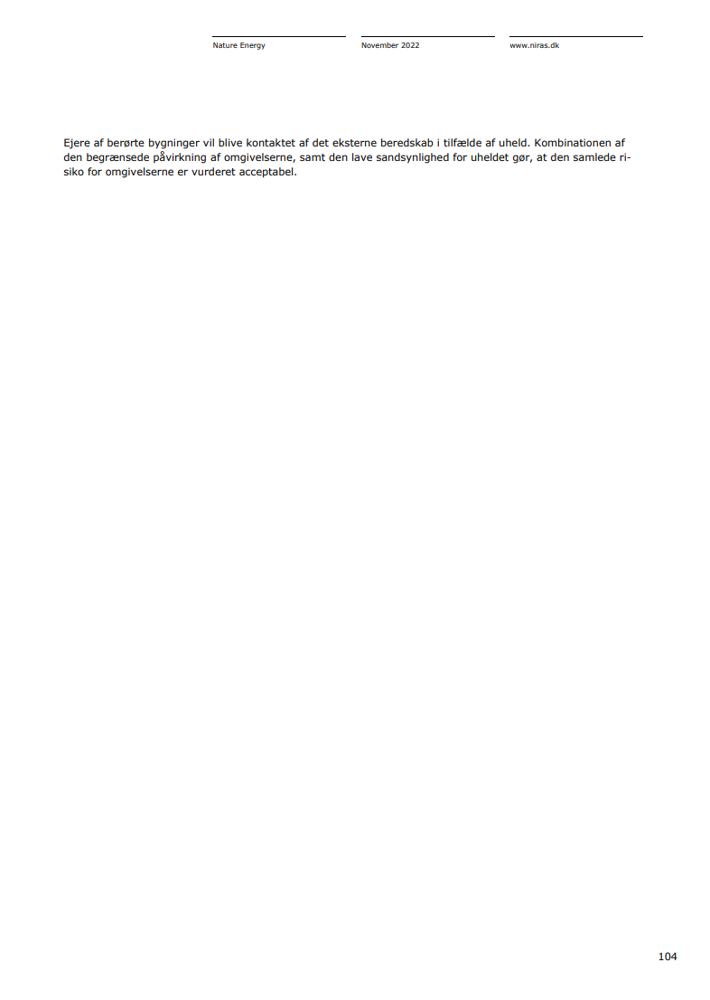 Nature Energy
November 2022
www.niras.dk
Ejere af berørte bygninger vil blive kontaktet af det eksterne beredskab i tilfælde af uheld. Kombinationen af
den begrænsede påvirkning af omgivelserne, samt den lave sandsynlighed for uheldet gør, at den samlede ri-
siko for omgivelserne er vurderet acceptabel.
104